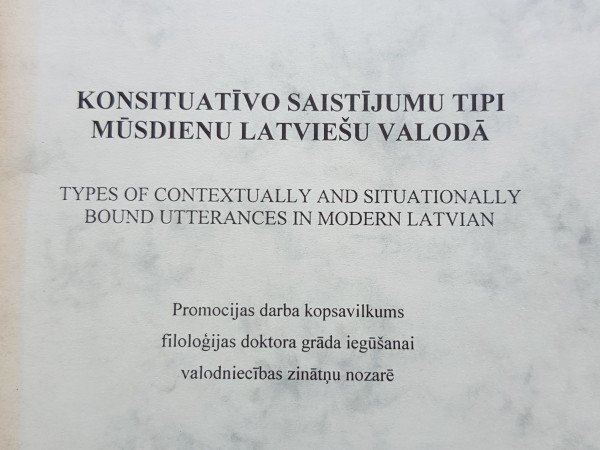 KONSITUATĪVO SAISTĪJUMU TIPI
MŪSDIENU LATVIEŠU VALODĀ
TYPES OF CONTEXTUALLY AND SITUATIONALLY
BOUND UTTERANCES IN MODERN LATVIAN
Promocijas darba kopsavilkums
filoloģijas doktora grāda iegūšanai
valodniecības zinātņu nozarē